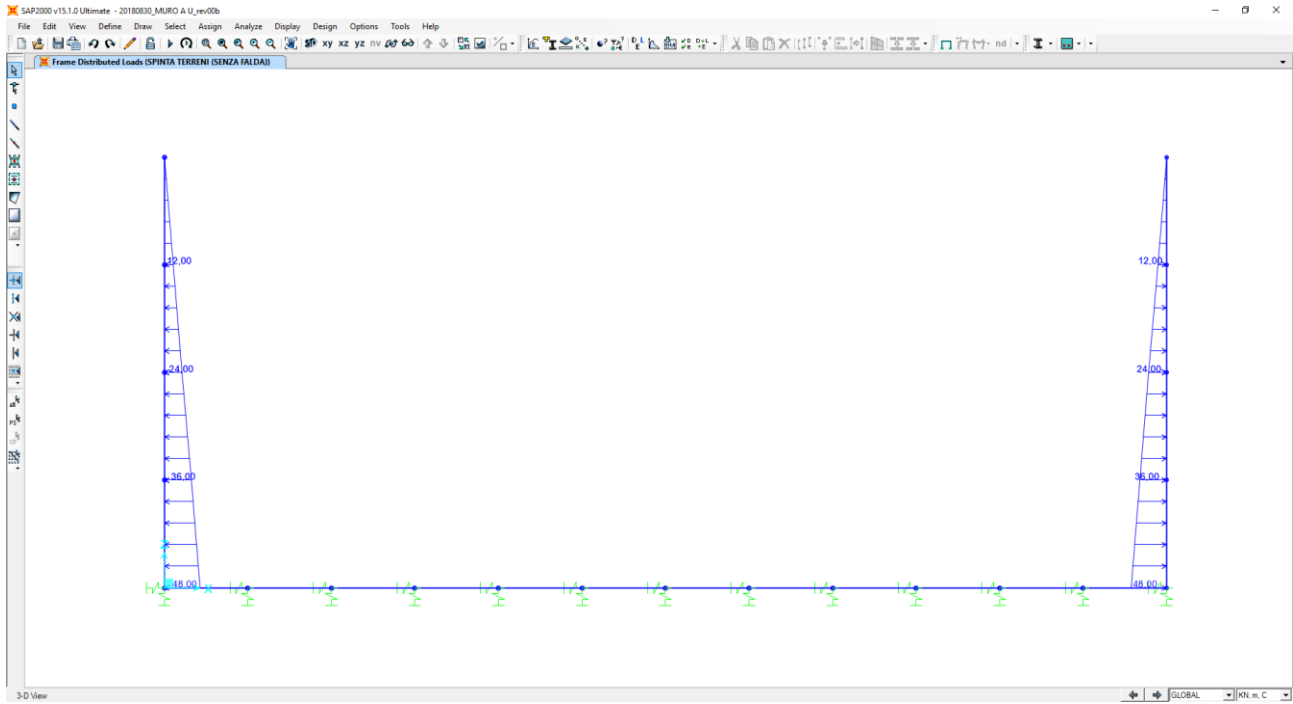 SAP2000 v15.1.0 Ultimate - 20180830_MURO A U_rev00b
File Edit View Define Draw Select Assign Analyze Display Design Options Tools Help
xy xz yz nv nd
Frame Distributed Loads (SPINTA TERRENI (SENZA FALDA))
12,00 12,00
24,00 24,00
36,00 36,00
48,00 X 48,00
3-D View GLOBAL KN, m, C